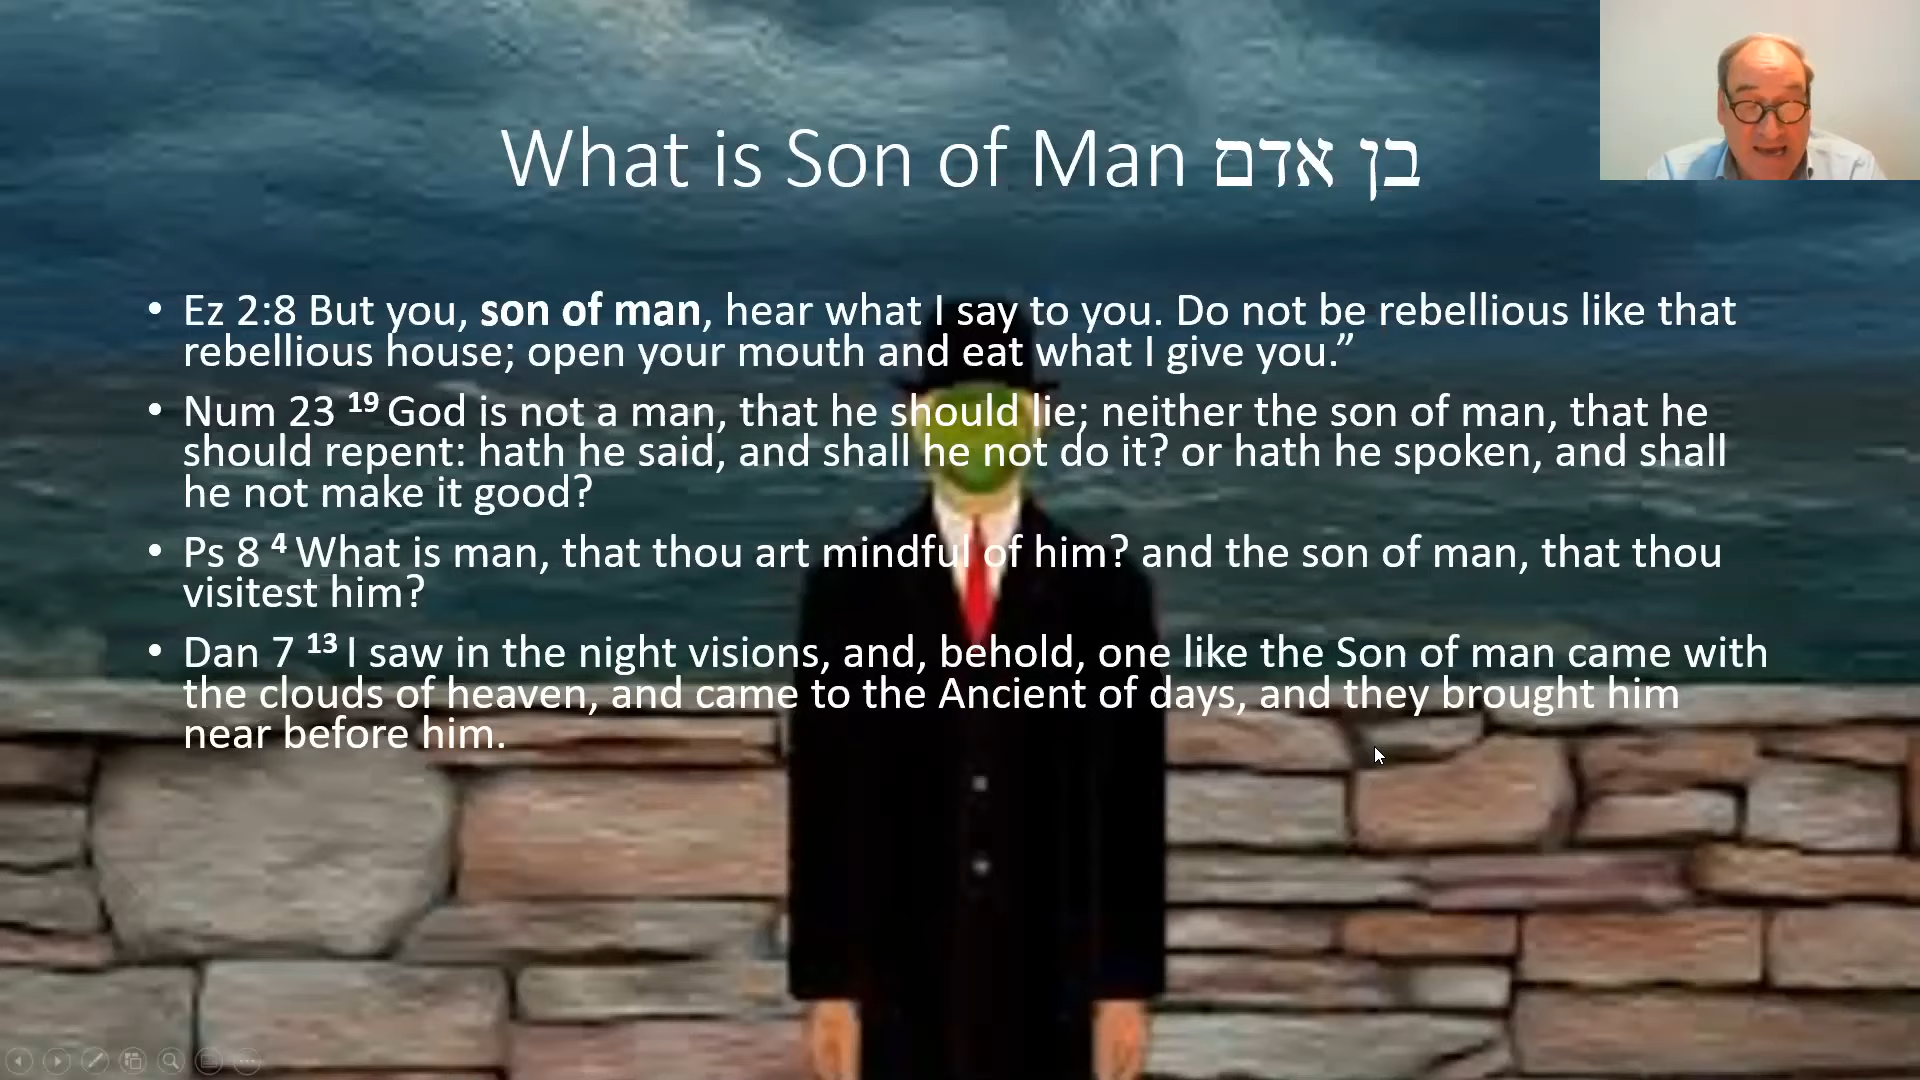 What is Son of Man בן אדם
• Ez 2:8 But you, son of man, hear what I say to you. Do not be rebellious like that
rebellious house; open your mouth and eat what I give you.”
• Num 23 19 God is not a man, that he should lie; neither the son of man, that he
should repent: hath he said, and shall he not do it? or hath he spoken, and shall
he not make it good?
• Ps 8 4 What is man, that thou art mindful of him? and the son of man, that thou
visitest him?
• Dan 7 13 I saw in the night visions, and, behold, one like the Son of man came with
the clouds of heaven, and came to the Ancient of days, and they brought him
near before him.